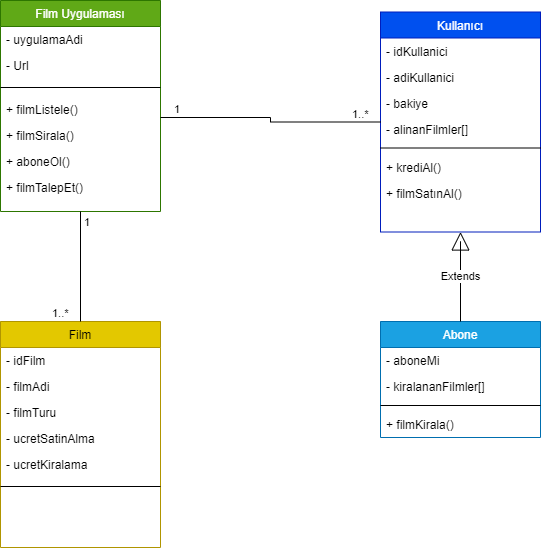 Film Uygulaması
- uygulamaAdi
- Url
+ filmListele()
+ filmSirala()
+ aboneOl()
+ filmTalepEt()
1
1..*
Kullanıcı
- idKullanici
- adiKullanici
- bakiye
- alinanFilmler[]
+ krediAl()
+ filmSatınAl()
1
1..*
Extends
Film
- idFilm
- filmAdi
- filmTuru
- ucretSatinAlma
- ucretKiralama
Abone
- aboneMi
- kiralananFilmler[]
+ filmKirala()